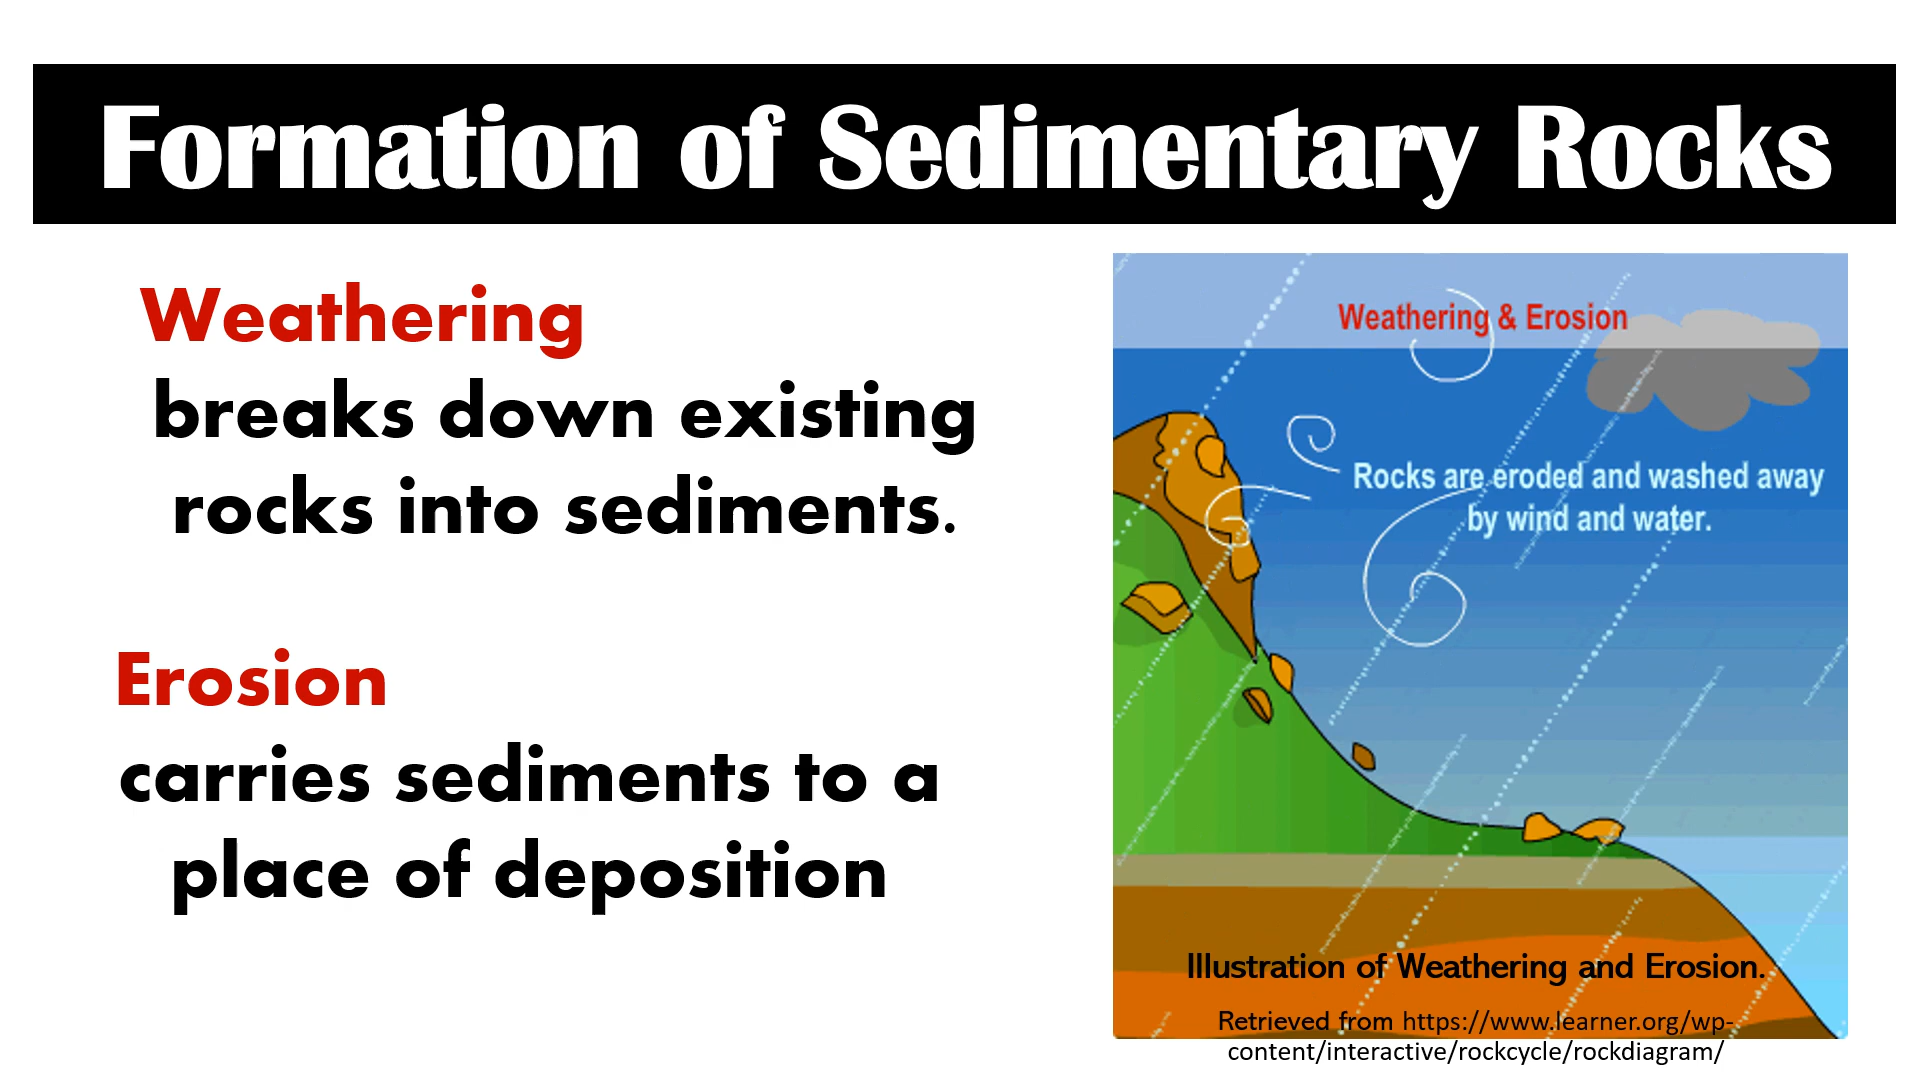 Formation of Sedimentary Rocks
Weathering
breaks down existing
rocks into sediments.
Erosion
carries sediments to a
place of deposition
Weathering & Erosion
Rocks are eroded and washed away
by wind and water.
Illustration of Weathering and Erosion.
Retrieved from https://www.learner.org/wp-
content/interactive/rockcycle/rockdiagram/